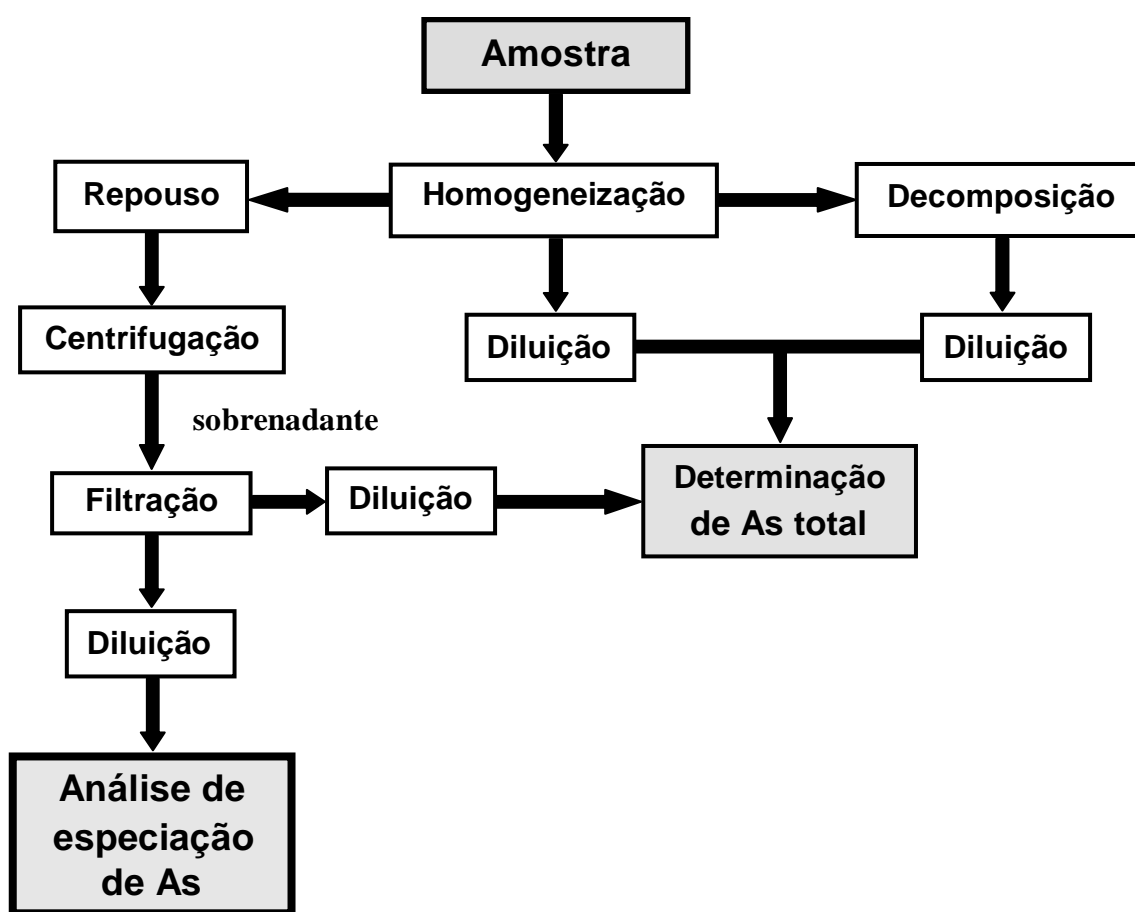 Amostra
Repouso
Homogeneização
Decomposição
Centrifugação
Diluição
Diluição
sobrenadante
Filtração
Diluição
Determinação
de As total
Diluição
Análise de
especiação
de As